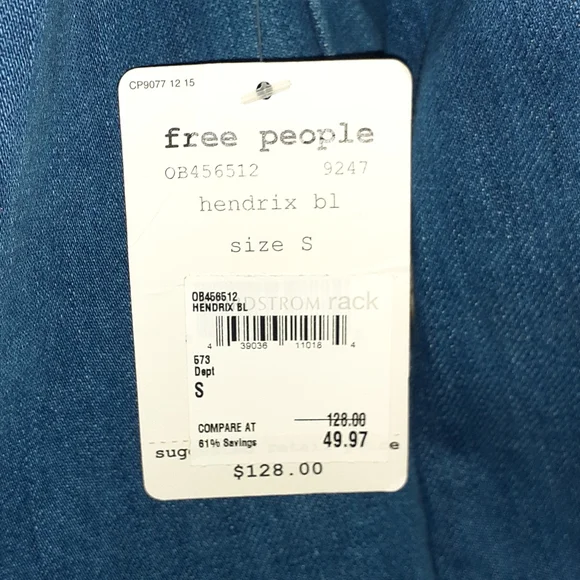 CP9077 12 15
free people
OB456512 9247
hendrix bl
size S
NORDSTROM rack
OB456512
HENDRIX BL
4 39036 11018 4
573
Dept
S
COMPARE AT 128.00
61% Savings 49.97
$128.00